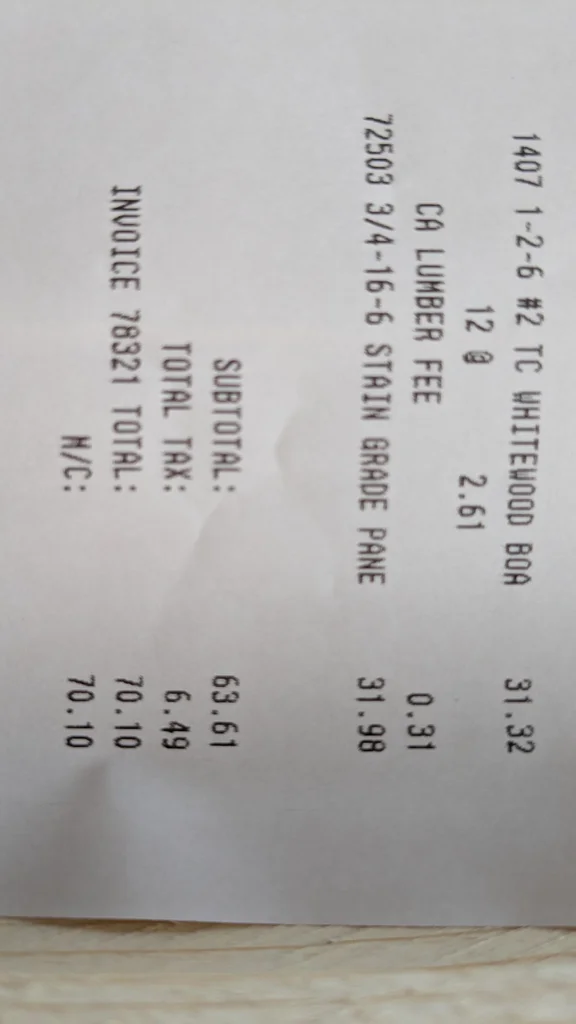 1407 1-2-6 #2 TC WHITEWOOD BOA 31.32
12 @ 2.61
CA LUMBER FEE 0.31
72503 3/4-16-6 STAIN GRADE PANE 31.98
SUBTOTAL: 63.61
TOTAL TAX: 6.49
INVOICE 78321 TOTAL: 70.10
M/C: 70.10